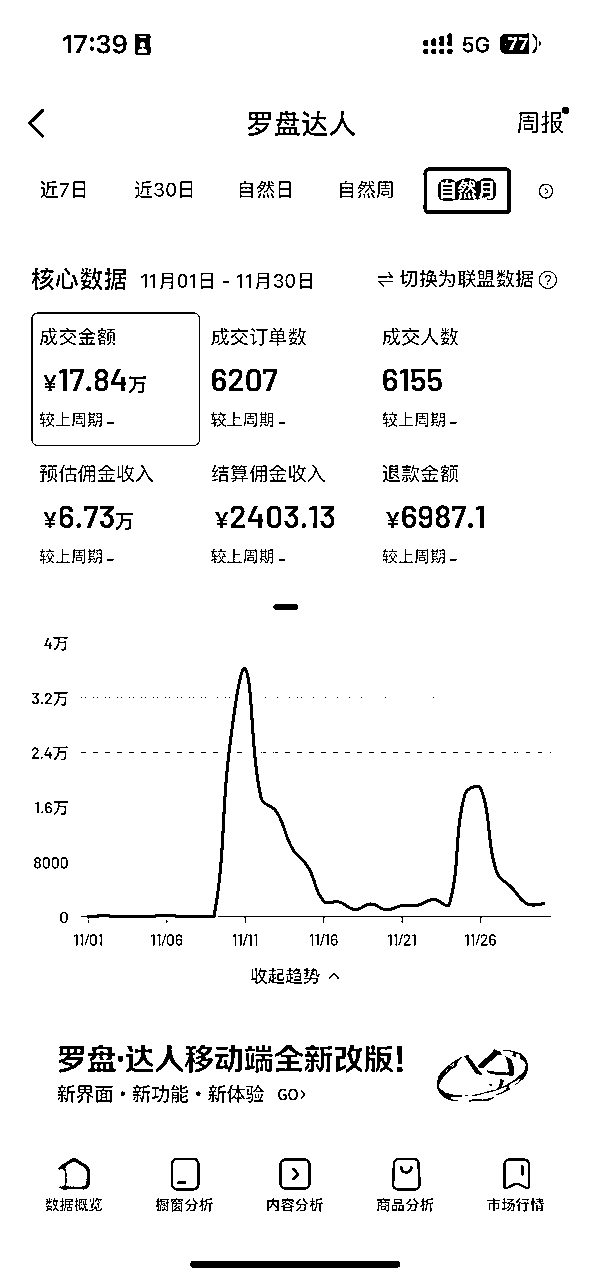 17:39 5G 77
罗盘达人 周报
近7日 近30日 自然日 自然周 自然月
核心数据 11月01日 - 11月30日 切换为联盟数据 ?
成交金额 成交订单数 成交人数
¥17.84万 6207 6155
较上周期 - 较上周期 - 较上周期 -
预估佣金收入 结算佣金收入 退款金额
¥6.73万 ¥2403.13 ¥6987.1
较上周期 - 较上周期 - 较上周期 -
4万
3.2万
2.4万
1.6万
8000
0
11/01 11/06 11/11 11/16 11/21 11/26
收起趋势
罗盘·达人移动端全新改版!
新界面·新功能·新体验 GO›
数据概览 橱窗分析 内容分析 商品分析 市场行情